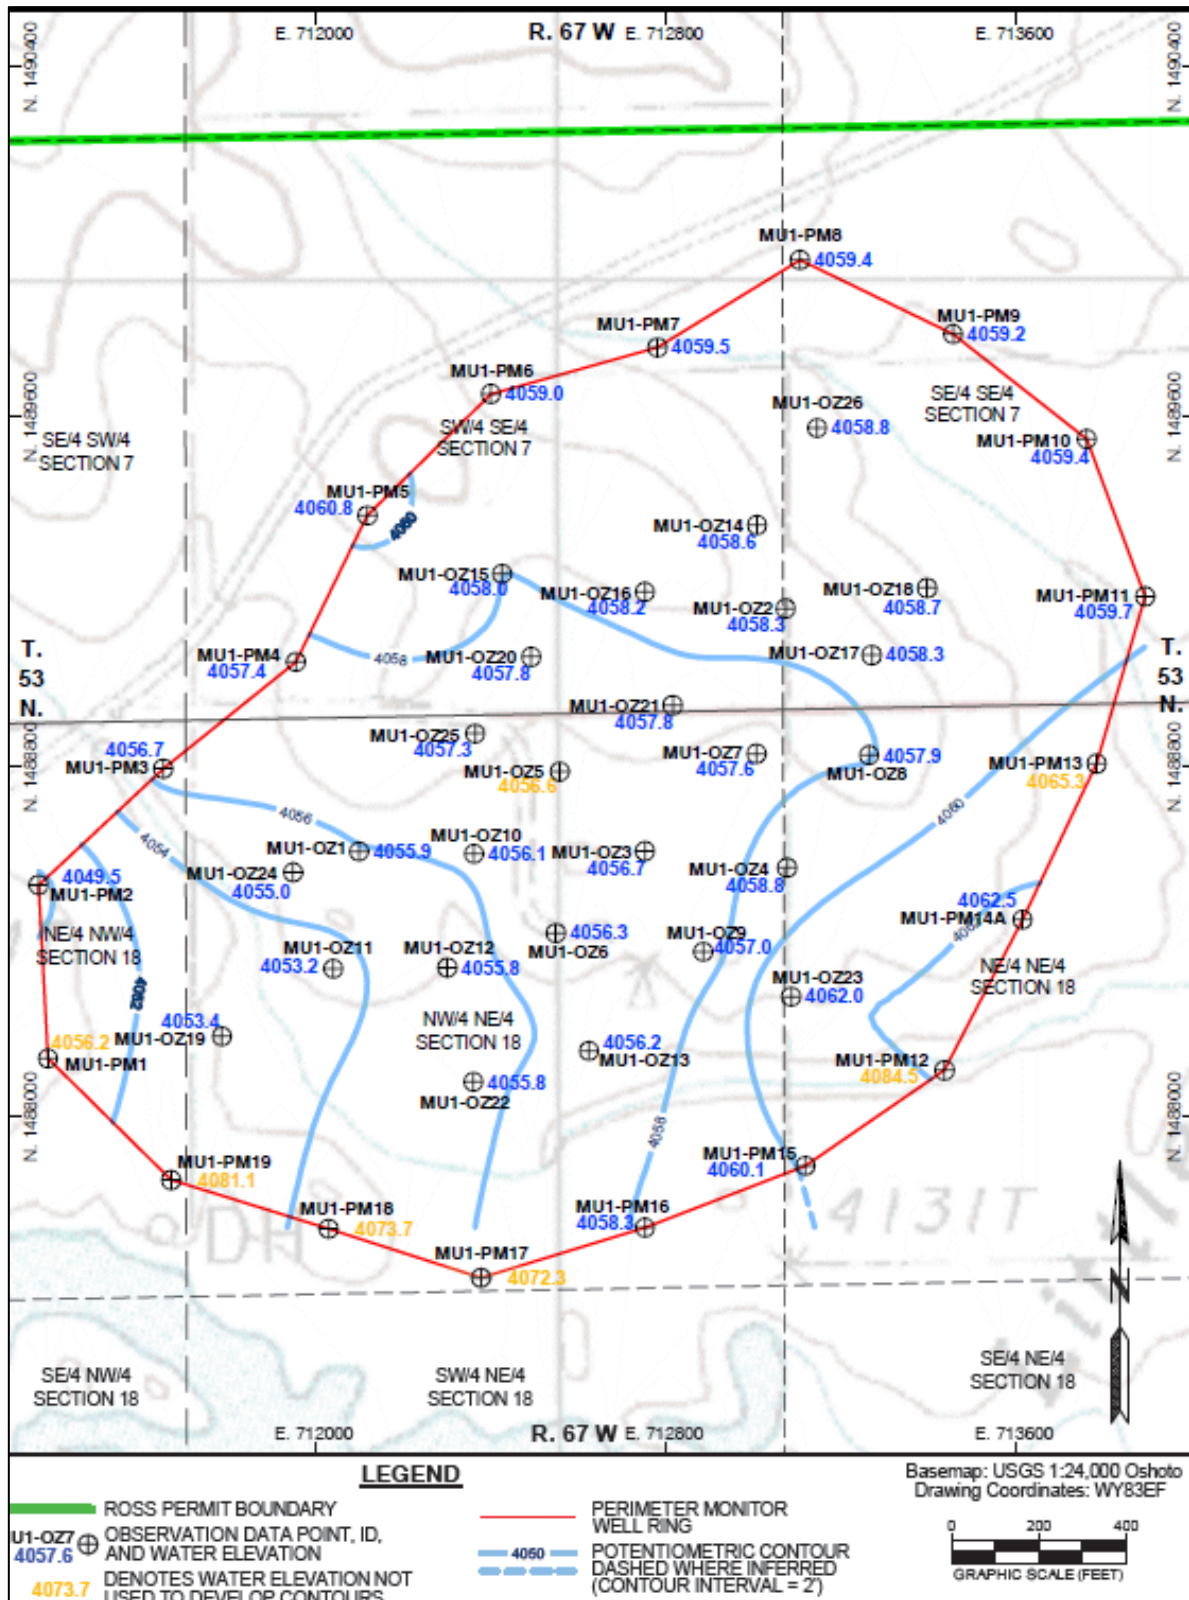 E. 712000 R. 67 W E. 712800 E. 713600
N. 1490400
N. 1490400
MU1-PM8
4059.4
MU1-PM9
4059.2
MU1-PM7
4059.5
MU1-PM6
4059.0
SE/4 SE/4
SECTION 7
MU1-OZ26
4058.8
N. 1489600
N. 1489600
SE/4 SW/4
SECTION 7
SW/4 SE/4
SECTION 7
MU1-PM10
4059.4
MU1-PM5
4060.8
4060
MU1-OZ14
4058.6
MU1-OZ15
4058.0
MU1-OZ16
4058.2
MU1-OZ2
4058.3
MU1-OZ18
4058.7
MU1-PM11
4059.7
T.
53
N.
MU1-PM4
4057.4
4058
MU1-OZ20
4057.8
MU1-OZ17
4058.3
T.
53
N.
MU1-OZ21
4057.8
MU1-OZ25
4057.3
MU1-OZ5
4056.6
MU1-OZ7
4057.6
4057.9
MU1-OZ8
4056.7
MU1-PM3
MU1-PM13
4065.3
N. 1488800
N. 1488800
4056
4054
4060
MU1-OZ1
4055.9
MU1-OZ10
4056.1
MU1-OZ3
4056.7
MU1-OZ4
4058.8
MU1-OZ24
4055.0
4049.5
MU1-PM2
4062.5
MU1-PM14A
NE/4 NW/4
SECTION 18
4052
MU1-OZ11
4053.2
MU1-OZ12
4055.8
4056.3
MU1-OZ6
MU1-OZ9
4057.0
NE/4 NE/4
SECTION 18
MU1-OZ23
4062.0
4053.4
MU1-OZ19
NW/4 NE/4
SECTION 18
4056.2
MU1-OZ13
4056.2
MU1-PM1
MU1-PM12
4084.5
4055.8
MU1-OZ22
N. 1488000
N. 1488000
4058
MU1-PM19
4081.1
MU1-PM15
4060.1
MU1-PM18
4073.7
MU1-PM16
4058.3
4131T
DH
MU1-PM17
4072.3
N
SE/4 NW/4
SECTION 18
SW/4 NE/4
SECTION 18
SE/4 NE/4
SECTION 18
E. 712000 R. 67 W E. 712800 E. 713600
LEGEND
ROSS PERMIT BOUNDARY
U1-OZ7
4057.6
OBSERVATION DATA POINT, ID,
AND WATER ELEVATION
4073.7
DENOTES WATER ELEVATION NOT
USED TO DEVELOP CONTOURS
PERIMETER MONITOR
WELL RING
4050
POTENTIOMETRIC CONTOUR
DASHED WHERE INFERRED
(CONTOUR INTERVAL = 2')
Basemap: USGS 1:24,000 Oshoto
Drawing Coordinates: WY83EF
0 200 400
GRAPHIC SCALE (FEET)